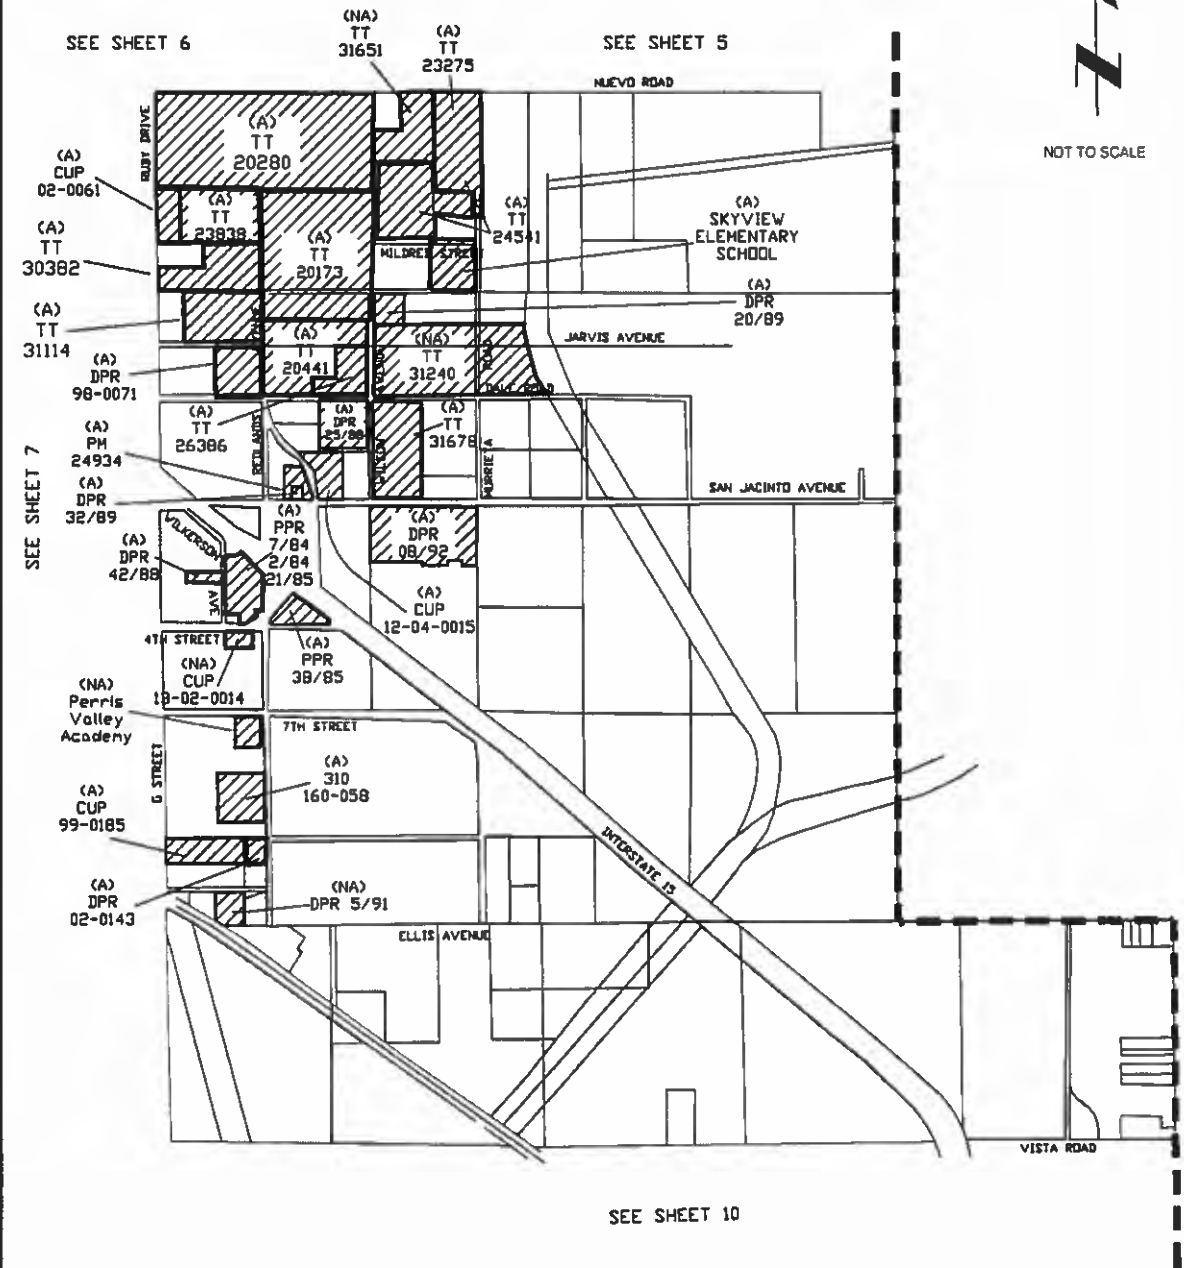 SEE SHEET 6
(NA)
TT
31651
(A)
TT
23275
SEE SHEET 5
NUEVO ROAD
Z
NOT TO SCALE
RUBY DRIVE
(A)
TT
20280
(A)
CUP
02-0061
(A)
TT
23838
(A)
TT
30382
(A)
TT
20173
(A)
TT
24541
MILDRED STREET
(A)
SKYVIEW
ELEMENTARY
SCHOOL
(A)
DPR
20/89
(A)
TT
31114
(A)
TT
20441
(NA)
TT
31240
ROAD
JARVIS AVENUE
DALE ROAD
(A)
DPR
98-0071
(A)
TT
26386
REDLANDS
(A)
DPR
25/88
WILSON
(A)
TT
31678
MURRIETA
(A)
PM
24934
SAN JACINTO AVENUE
(A)
DPR
32/89
SEE SHEET 7
WILKERSON
AVE
(A)
DPR
42/88
(A)
PPR
7/84
2/84
21/85
(A)
DPR
08/92
(A)
CUP
12-04-0015
4TH STREET
(A)
PPR
38/85
(NA)
CUP
18-02-0014
(NA)
Perris
Valley
Academy
7TH STREET
G STREET
(A)
310
160-058
(A)
CUP
99-0185
INTERSTATE 15
(A)
DPR
02-0143
(NA)
DPR 5/91
ELLIS AVENUE
VISTA ROAD
SEE SHEET 10